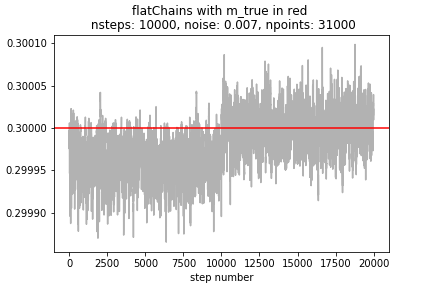 flatChains with m_true in red
nsteps: 10000, noise: 0.007, npoints: 31000
0.30010
0.30005
0.30000
0.29995
0.29990
0 2500 5000 7500 10000 12500 15000 17500 20000
step number